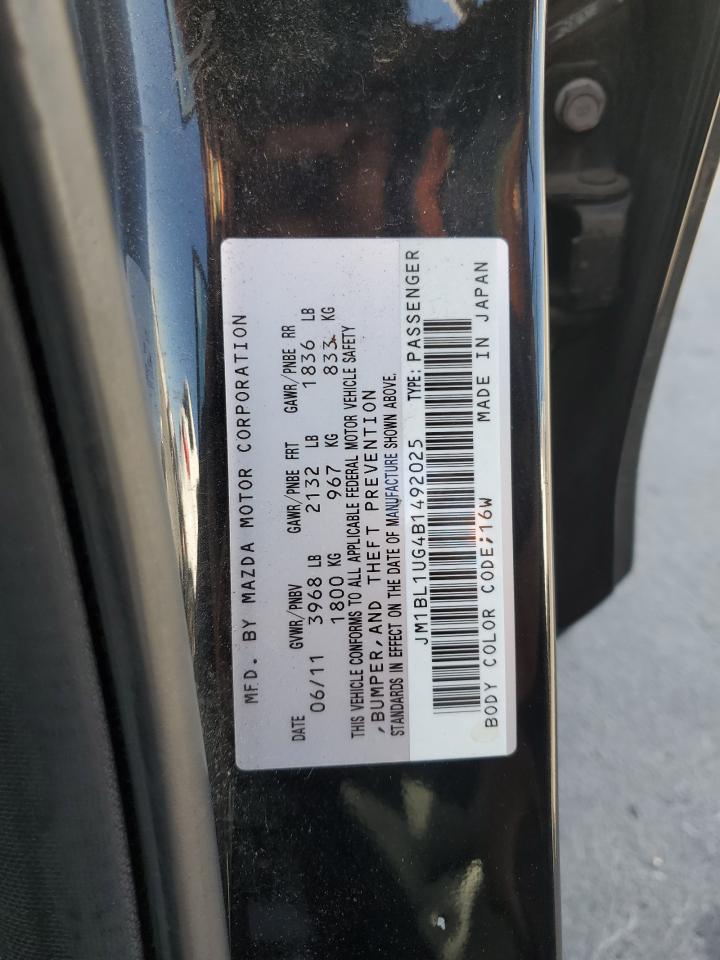 MFD. BY MAZDA MOTOR CORPORATION
DATE GVWR/PNBV GAWR/PNBE FRT GAWR/PNBE RR
06/11 3968 LB 2132 LB 1836 LB
1800 KG 967 KG 833 KG
THIS VEHICLE CONFORMS TO ALL APPLICABLE FEDERAL MOTOR VEHICLE SAFETY
,BUMPER,AND THEFT PREVENTION
STANDARDS IN EFFECT ON THE DATE OF MANUFACTURE SHOWN ABOVE.
JM1BL1UG4B1492025 TYPE: PASSENGER
BODY COLOR CODE;16W MADE IN JAPAN